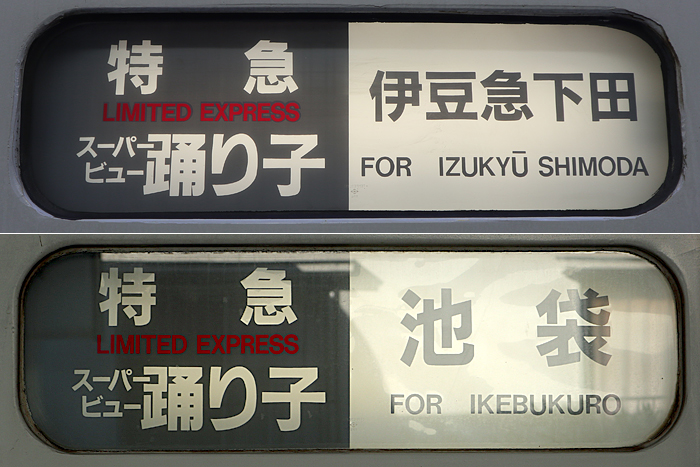 特急
LIMITED EXPRESS
スーパー
ビュー踊り子
伊豆急下田
FOR IZUKYŪ SHIMODA
特急
LIMITED EXPRESS
スーパー
ビュー踊り子
池袋
FOR IKEBUKURO